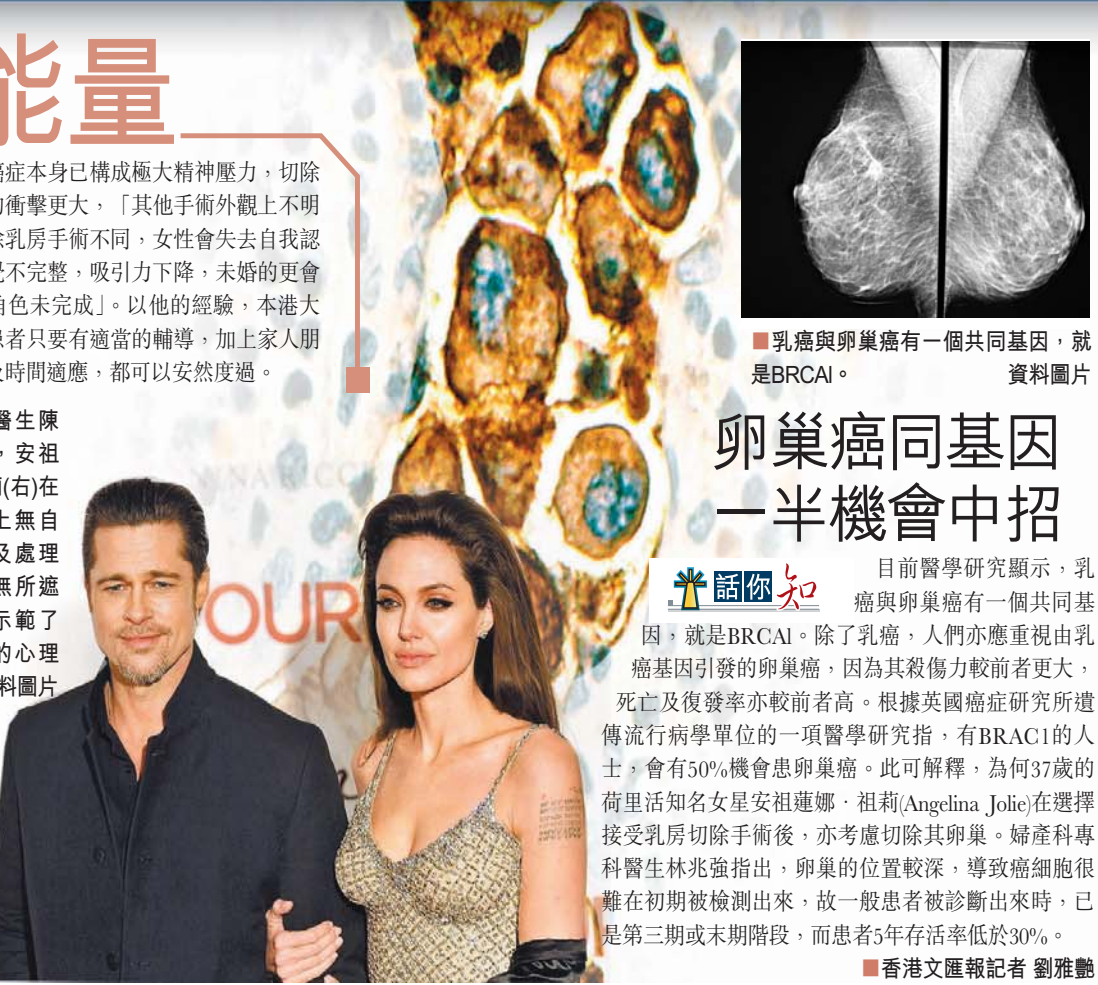 能量
癌症本身已構成極大精神壓力，切除
的衝擊更大，「其他手術外觀上不明
除乳房手術不同，女性會失去自我認
覺不完整，吸引力下降，未婚的更會
角色未完成」。以他的經驗，本港大
患者只要有適當的輔導，加上家人朋
及時間適應，都可以安然度過。
醫生陳
，安祖
(右)在
上無自
及處理
無所遮
示範了
的心理
料圖片
NINA RICCI
OUR
■乳癌與卵巢癌有一個共同基因，就
是BRCAI。 資料圖片
卵巢癌同基因
一半機會中招
話你知
目前醫學研究顯示，乳
癌與卵巢癌有一個共同基
因，就是BRCA1。除了乳癌，人們亦應重視由乳
癌基因引發的卵巢癌，因為其殺傷力較前者更大，
死亡及復發率亦較前者高。根據英國癌症研究所遺
傳流行病學單位的一項醫學研究指，有BRAC1的人
士，會有50%機會患卵巢癌。此可解釋，為何37歲的
荷里活知名女星安祖蓮娜．祖莉(Angelina Jolie)在選擇
接受乳房切除手術後，亦考慮切除其卵巢。婦產科專
科醫生林兆強指出，卵巢的位置較深，導致癌細胞很
難在初期被檢測出來，故一般患者被診斷出來時，已
是第三期或末期階段，而患者5年存活率低於30%。
■香港文匯報記者 劉雅艷